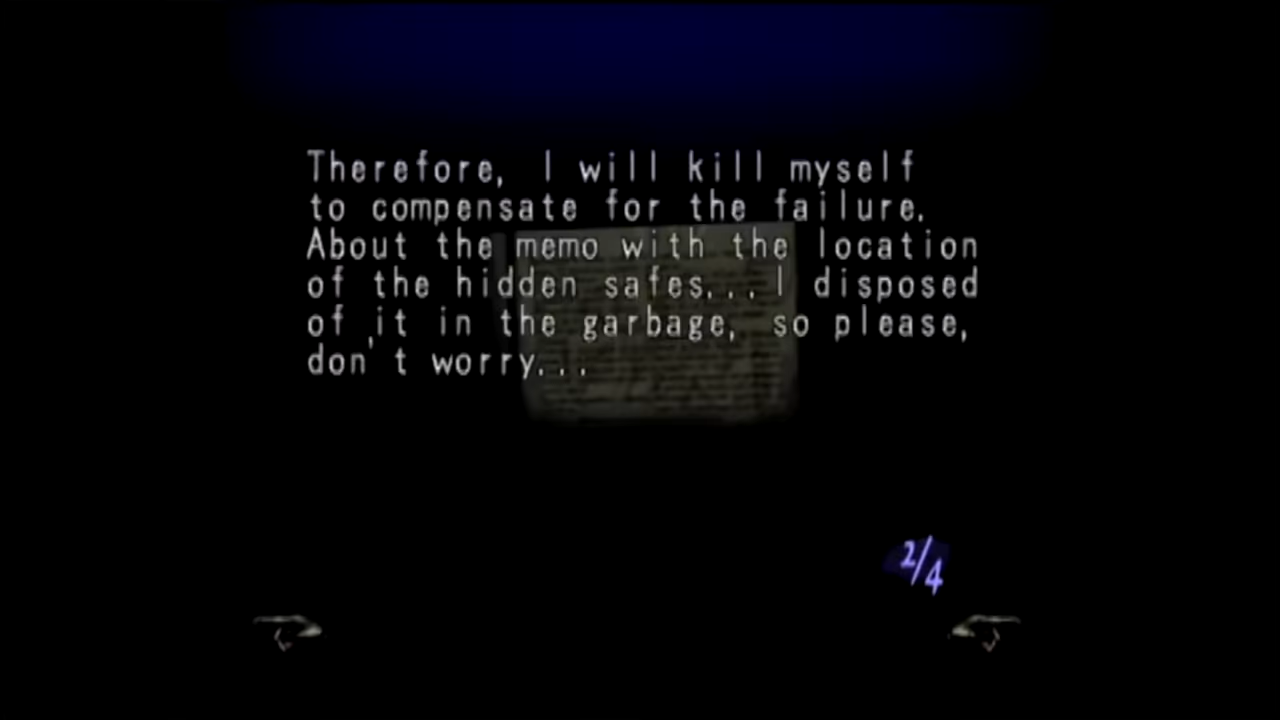 Therefore, I will kill myself
to compensate for the failure.
About the memo with the location
of the hidden safes...I disposed
of it in the garbage, so please,
don't worry...
2/4